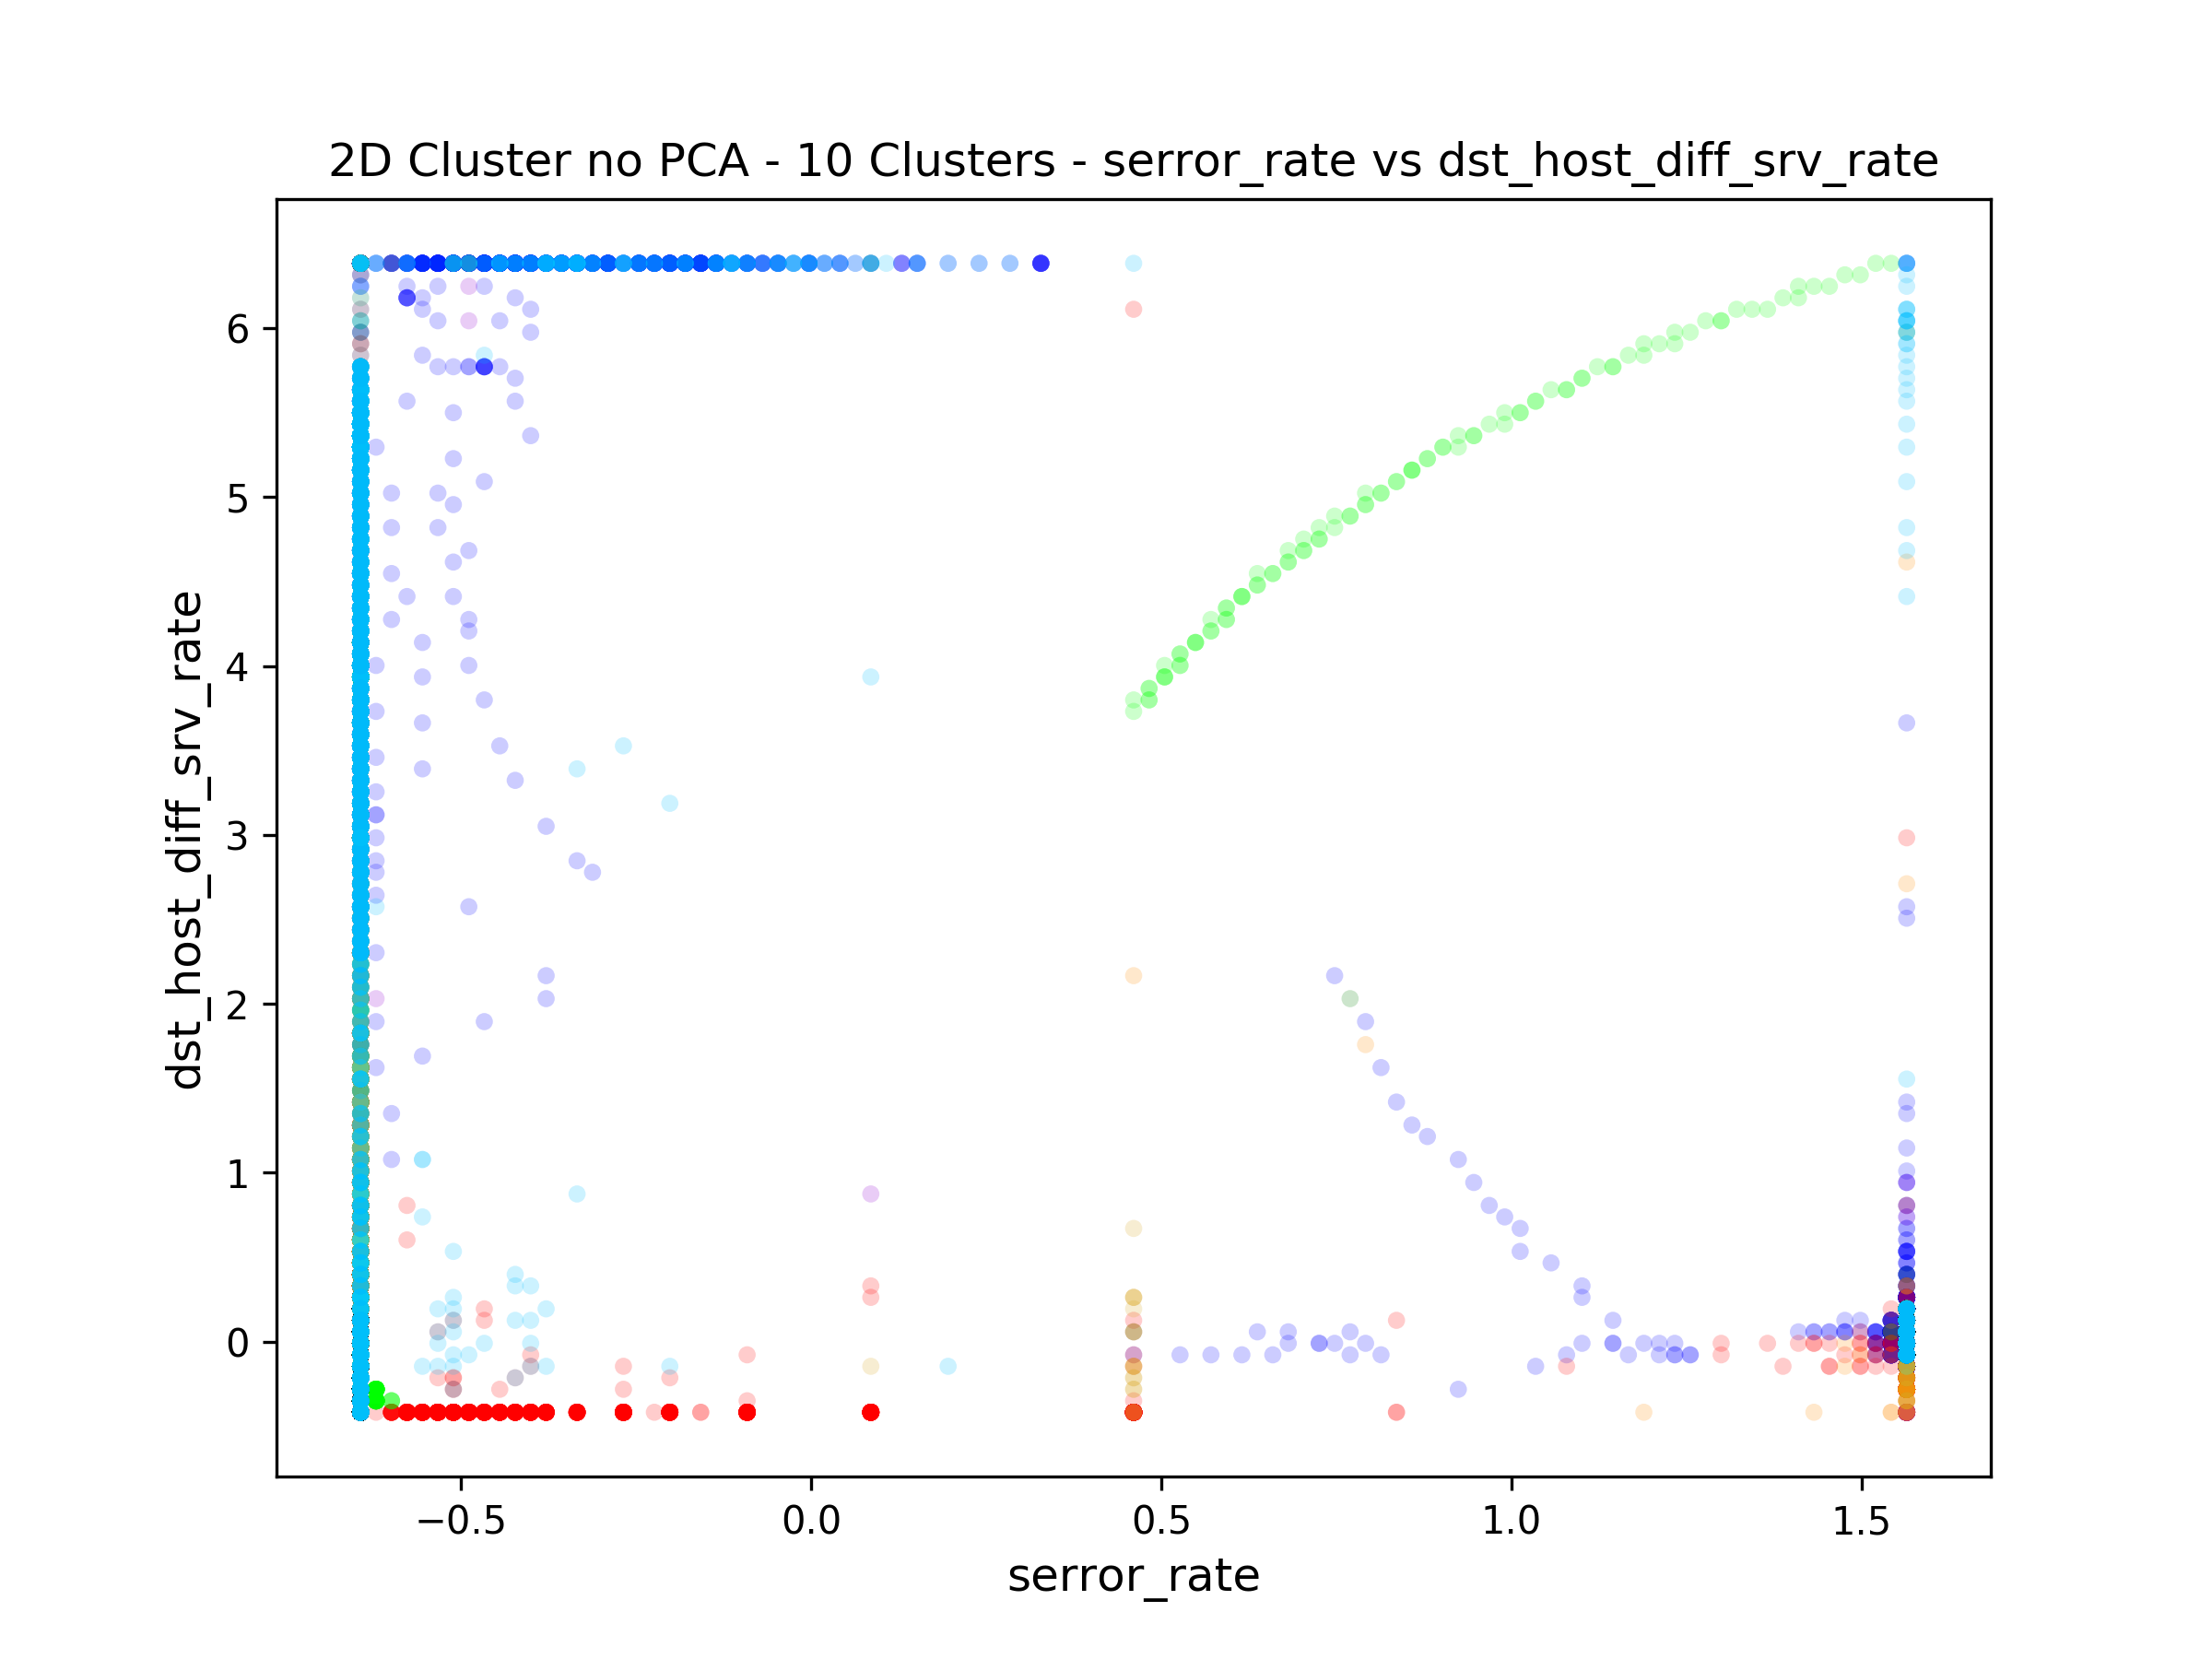 2D Cluster no PCA - 10 Clusters - serror_rate vs dst_host_diff_srv_rate
6
5
4
3
2
1
0
dst_host_diff_srv_rate
−0.5 0.0 0.5 1.0 1.5
serror_rate